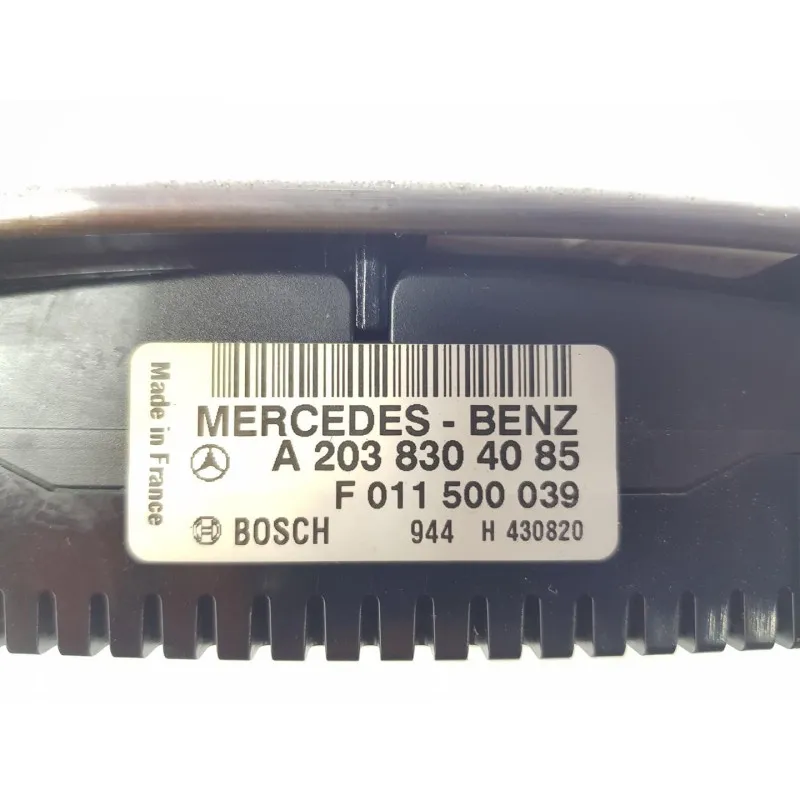 Made in France
MERCEDES - BENZ
A 203 830 40 85
F 011 500 039
BOSCH 944 H 430820